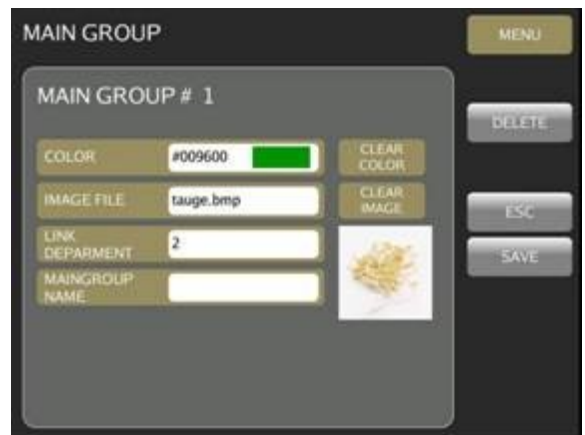 MAIN GROUP
MENU
MAIN GROUP # 1
DELETE
COLOR
#009600
CLEAR
COLOR
IMAGE FILE
tauge.bmp
CLEAR
IMAGE
ESC
LINK
DEPARMENT
2
SAVE
MAINGROUP
NAME